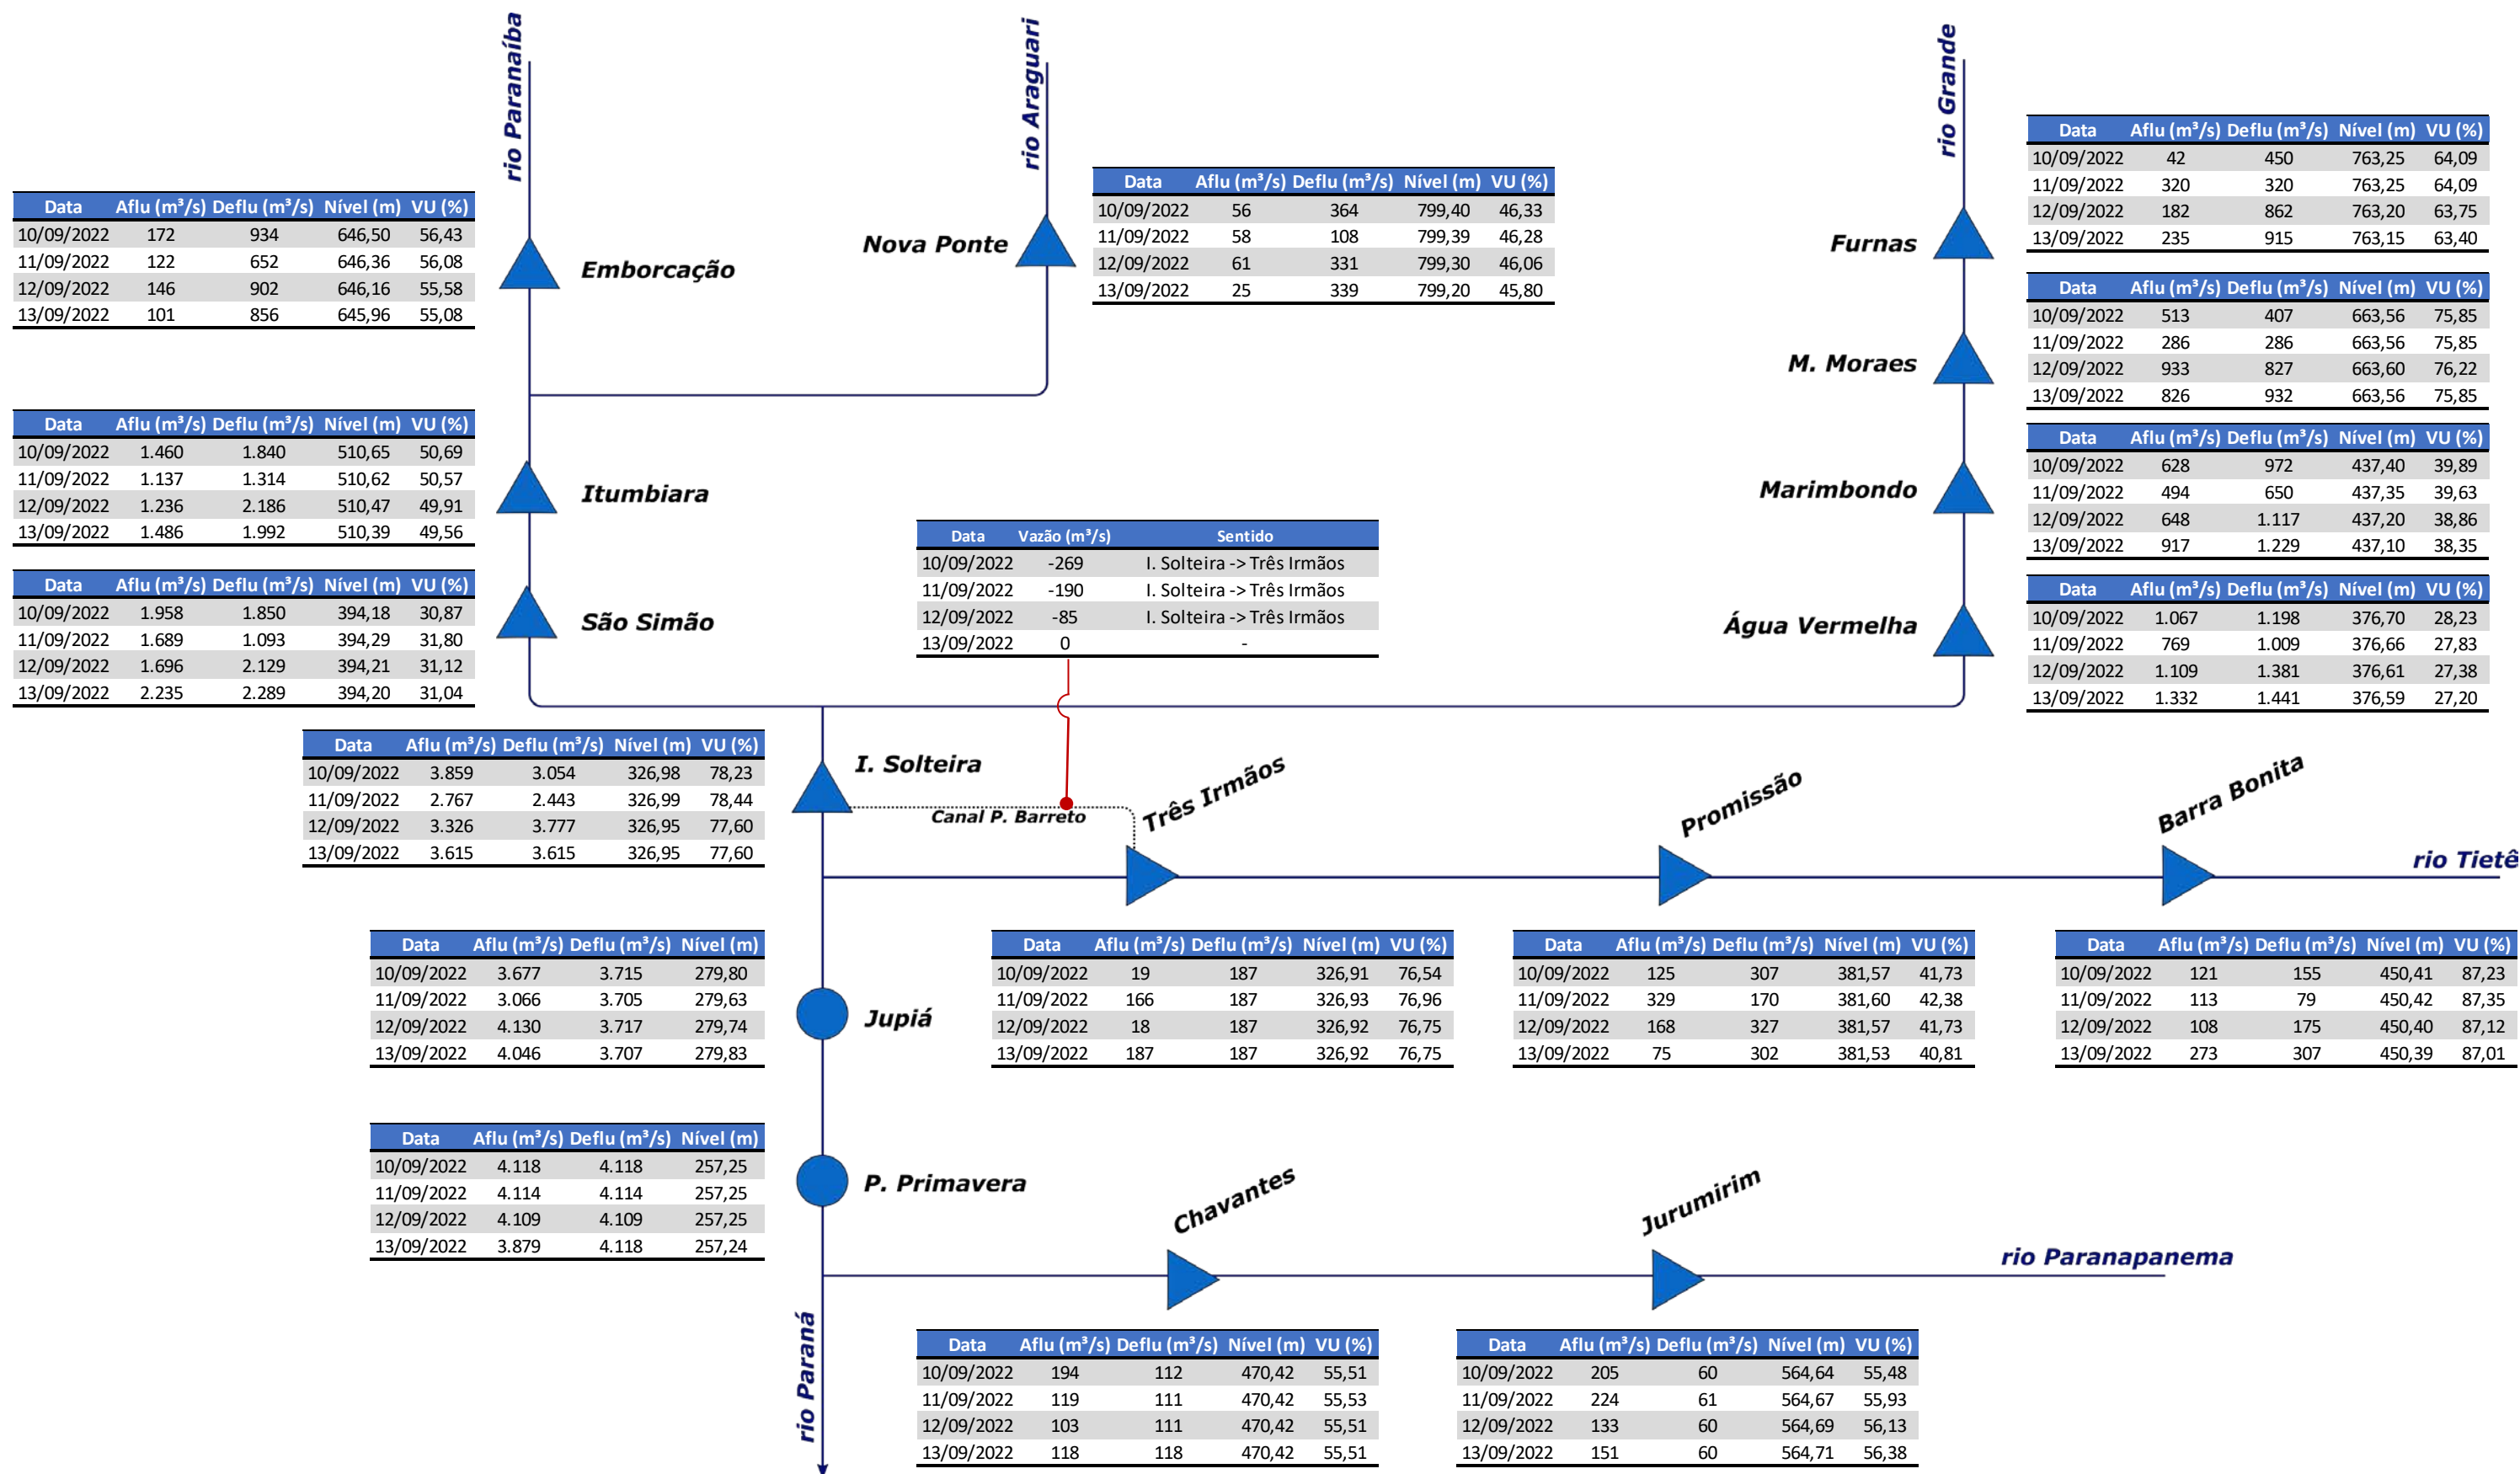 rio Paranaíba
rio Araguari
rio Grande
Data Aflu (m³/s) Deflu (m³/s) Nível (m) VU (%)
10/09/2022 172 934 646,50 56,43
11/09/2022 122 652 646,36 56,08
12/09/2022 146 902 646,16 55,58
13/09/2022 101 856 645,96 55,08
Emborcação
Nova Ponte
Data Aflu (m³/s) Deflu (m³/s) Nível (m) VU (%)
10/09/2022 56 364 799,40 46,33
11/09/2022 58 108 799,39 46,28
12/09/2022 61 331 799,30 46,06
13/09/2022 25 339 799,20 45,80
Furnas
Data Aflu (m³/s) Deflu (m³/s) Nível (m) VU (%)
10/09/2022 42 450 763,25 64,09
11/09/2022 320 320 763,25 64,09
12/09/2022 182 862 763,20 63,75
13/09/2022 235 915 763,15 63,40
M. Moraes
Data Aflu (m³/s) Deflu (m³/s) Nível (m) VU (%)
10/09/2022 513 407 663,56 75,85
11/09/2022 286 286 663,56 75,85
12/09/2022 933 827 663,60 76,22
13/09/2022 826 932 663,56 75,85
Data Aflu (m³/s) Deflu (m³/s) Nível (m) VU (%)
10/09/2022 1.460 1.840 510,65 50,69
11/09/2022 1.137 1.314 510,62 50,57
12/09/2022 1.236 2.186 510,47 49,91
13/09/2022 1.486 1.992 510,39 49,56
Itumbiara
Marimbondo
Data Aflu (m³/s) Deflu (m³/s) Nível (m) VU (%)
10/09/2022 628 972 437,40 39,89
11/09/2022 494 650 437,35 39,63
12/09/2022 648 1.117 437,20 38,86
13/09/2022 917 1.229 437,10 38,35
Data Aflu (m³/s) Deflu (m³/s) Nível (m) VU (%)
10/09/2022 1.958 1.850 394,18 30,87
11/09/2022 1.689 1.093 394,29 31,80
12/09/2022 1.696 2.129 394,21 31,12
13/09/2022 2.235 2.289 394,20 31,04
São Simão
Data Vazão (m³/s) Sentido
10/09/2022 -269 I. Solteira -> Três Irmãos
11/09/2022 -190 I. Solteira -> Três Irmãos
12/09/2022 -85 I. Solteira -> Três Irmãos
13/09/2022 0 -
Água Vermelha
Data Aflu (m³/s) Deflu (m³/s) Nível (m) VU (%)
10/09/2022 1.067 1.198 376,70 28,23
11/09/2022 769 1.009 376,66 27,83
12/09/2022 1.109 1.381 376,61 27,38
13/09/2022 1.332 1.441 376,59 27,20
Data Aflu (m³/s) Deflu (m³/s) Nível (m) VU (%)
10/09/2022 3.859 3.054 326,98 78,23
11/09/2022 2.767 2.443 326,99 78,44
12/09/2022 3.326 3.777 326,95 77,60
13/09/2022 3.615 3.615 326,95 77,60
I. Solteira
Canal P. Barreto
Três Irmãos
Promissão
Barra Bonita
rio Tietê
Data Aflu (m³/s) Deflu (m³/s) Nível (m)
10/09/2022 3.677 3.715 279,80
11/09/2022 3.066 3.705 279,63
12/09/2022 4.130 3.717 279,74
13/09/2022 4.046 3.707 279,83
Jupiá
Data Aflu (m³/s) Deflu (m³/s) Nível (m) VU (%)
10/09/2022 19 187 326,91 76,54
11/09/2022 166 187 326,93 76,96
12/09/2022 18 187 326,92 76,75
13/09/2022 187 187 326,92 76,75
Data Aflu (m³/s) Deflu (m³/s) Nível (m) VU (%)
10/09/2022 125 307 381,57 41,73
11/09/2022 329 170 381,60 42,38
12/09/2022 168 327 381,57 41,73
13/09/2022 75 302 381,53 40,81
Data Aflu (m³/s) Deflu (m³/s) Nível (m) VU (%)
10/09/2022 121 155 450,41 87,23
11/09/2022 113 79 450,42 87,35
12/09/2022 108 175 450,40 87,12
13/09/2022 273 307 450,39 87,01
Data Aflu (m³/s) Deflu (m³/s) Nível (m)
10/09/2022 4.118 4.118 257,25
11/09/2022 4.114 4.114 257,25
12/09/2022 4.109 4.109 257,25
13/09/2022 3.879 4.118 257,24
P. Primavera
Chavantes
Jurumirim
rio Paranapanema
rio Paraná
Data Aflu (m³/s) Deflu (m³/s) Nível (m) VU (%)
10/09/2022 194 112 470,42 55,51
11/09/2022 119 111 470,42 55,53
12/09/2022 103 111 470,42 55,51
13/09/2022 118 118 470,42 55,51
Data Aflu (m³/s) Deflu (m³/s) Nível (m) VU (%)
10/09/2022 205 60 564,64 55,48
11/09/2022 224 61 564,67 55,93
12/09/2022 133 60 564,69 56,13
13/09/2022 151 60 564,71 56,38